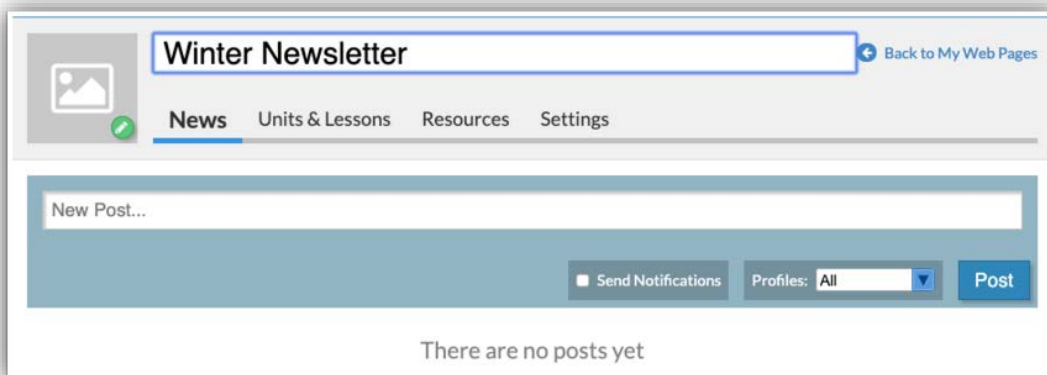 Winter Newsletter
Back to My Web Pages
News Units & Lessons Resources Settings
New Post...
Send Notifications Profiles: All Post
There are no posts yet